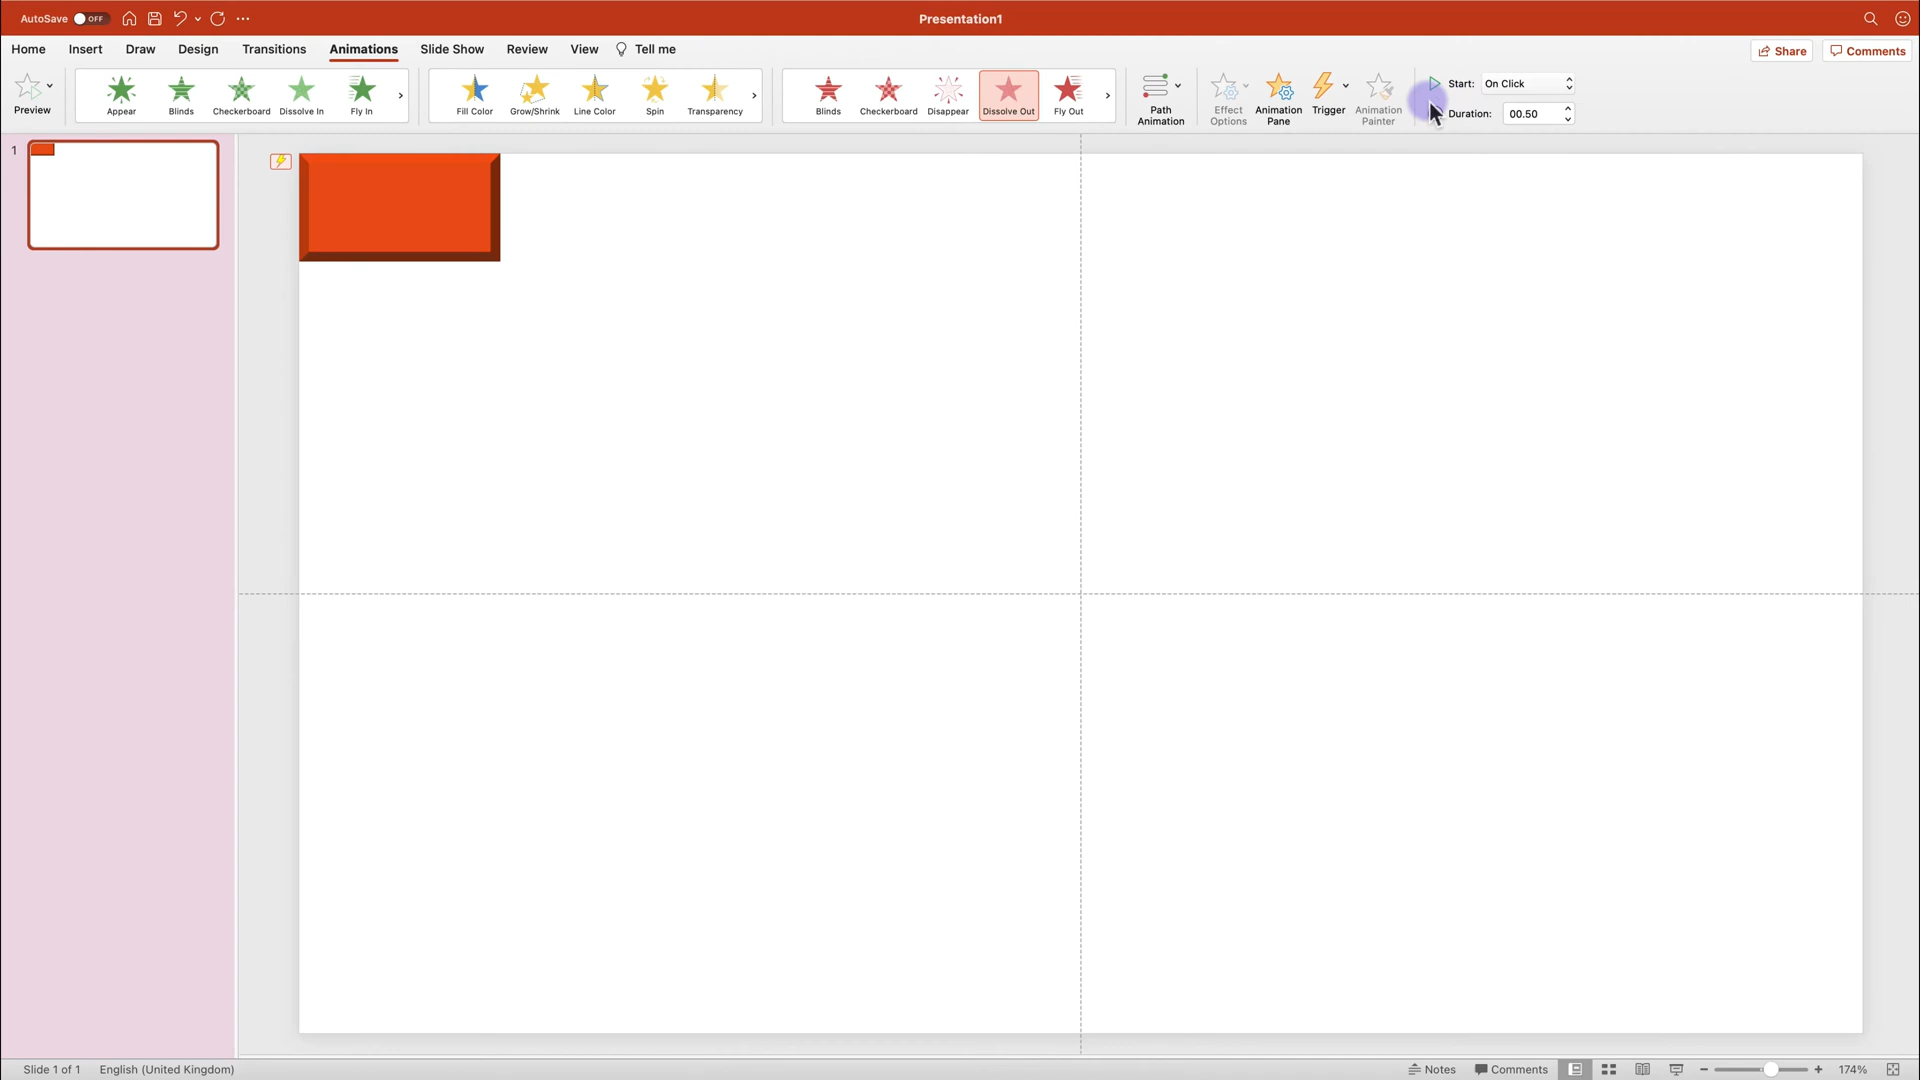 AutoSave OFF
Presentation1
Home Insert Draw Design Transitions Animations Slide Show Review View Tell me
Share Comments
Preview
Appear Blinds Checkerboard Dissolve In Fly In
Fill Color Grow/Shrink Line Color Spin Transparency
Blinds Checkerboard Disappear Dissolve Out Fly Out
Path Animation
Effect Options
Animation Pane
Trigger
Animation Painter
Start: On Click
Duration: 00.50
1
Slide 1 of 1 English (United Kingdom)
Notes Comments 174%